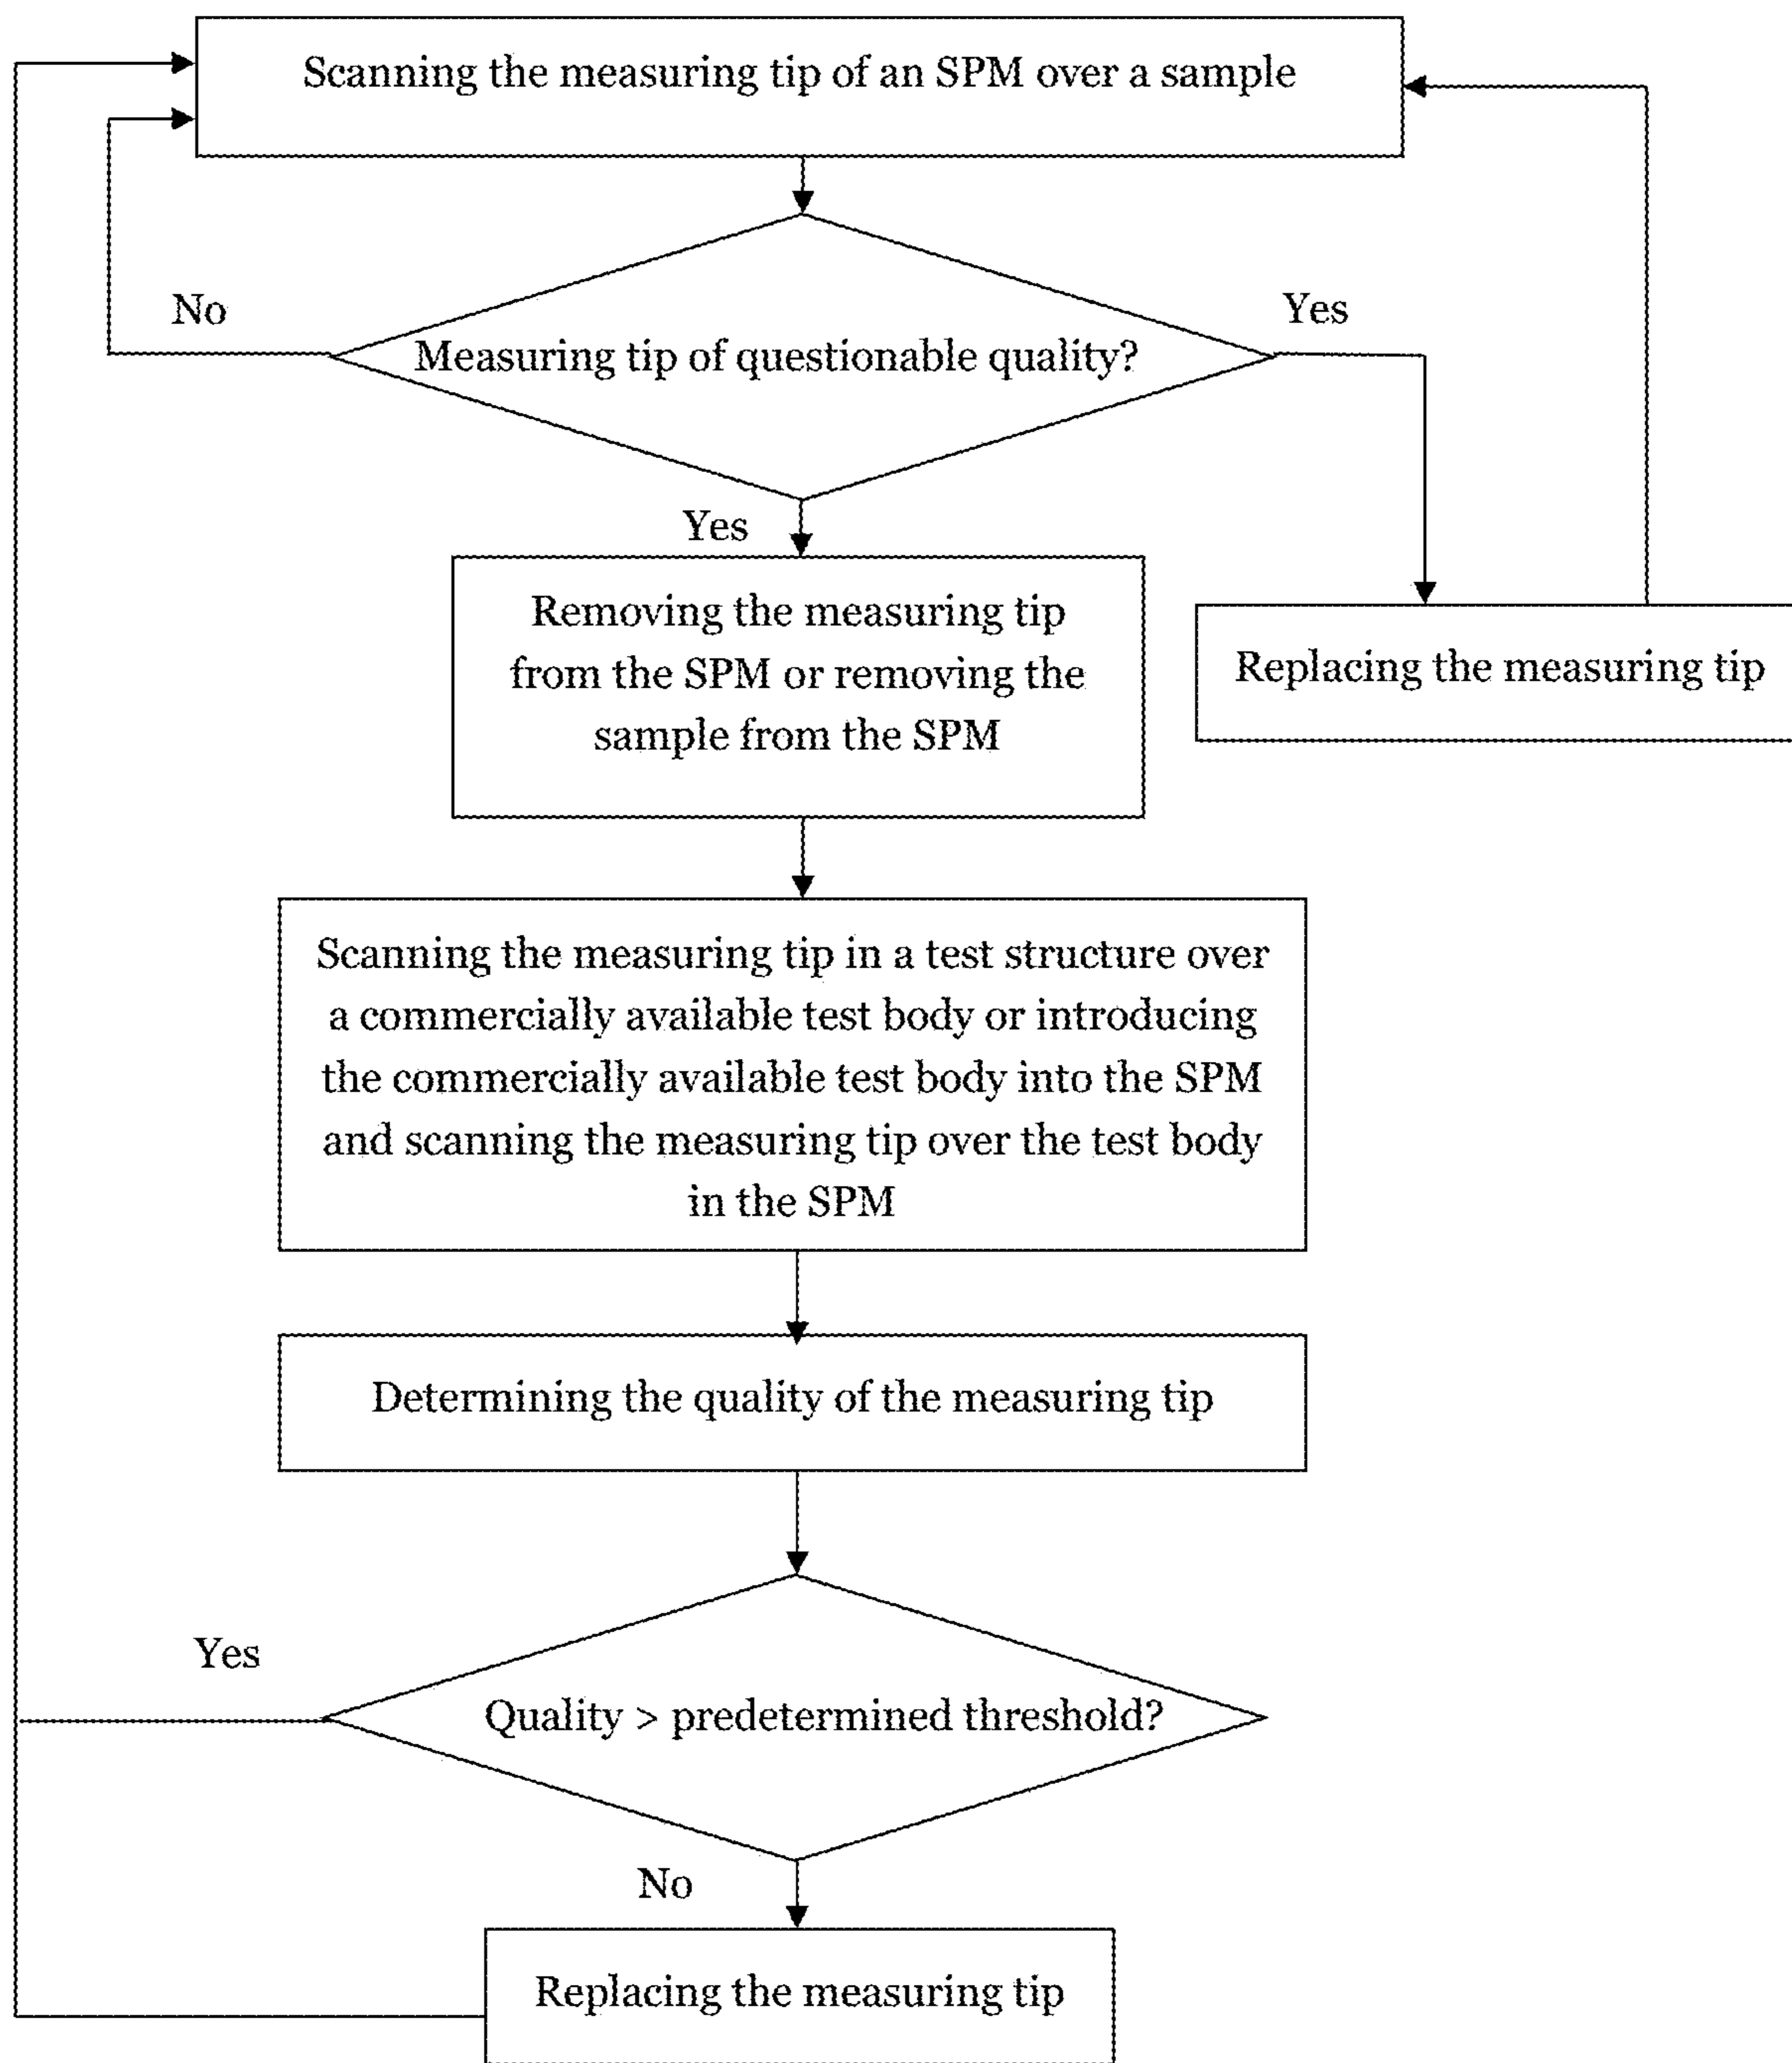 Scanning the measuring tip of an SPM over a sample
No
Yes
Measuring tip of questionable quality?
Yes
Removing the measuring tip
from the SPM or removing the
sample from the SPM
Replacing the measuring tip
Scanning the measuring tip in a test structure over
a commercially available test body or introducing
the commercially available test body into the SPM
and scanning the measuring tip over the test body
in the SPM
Determining the quality of the measuring tip
Yes
Quality > predetermined threshold?
No
Replacing the measuring tip